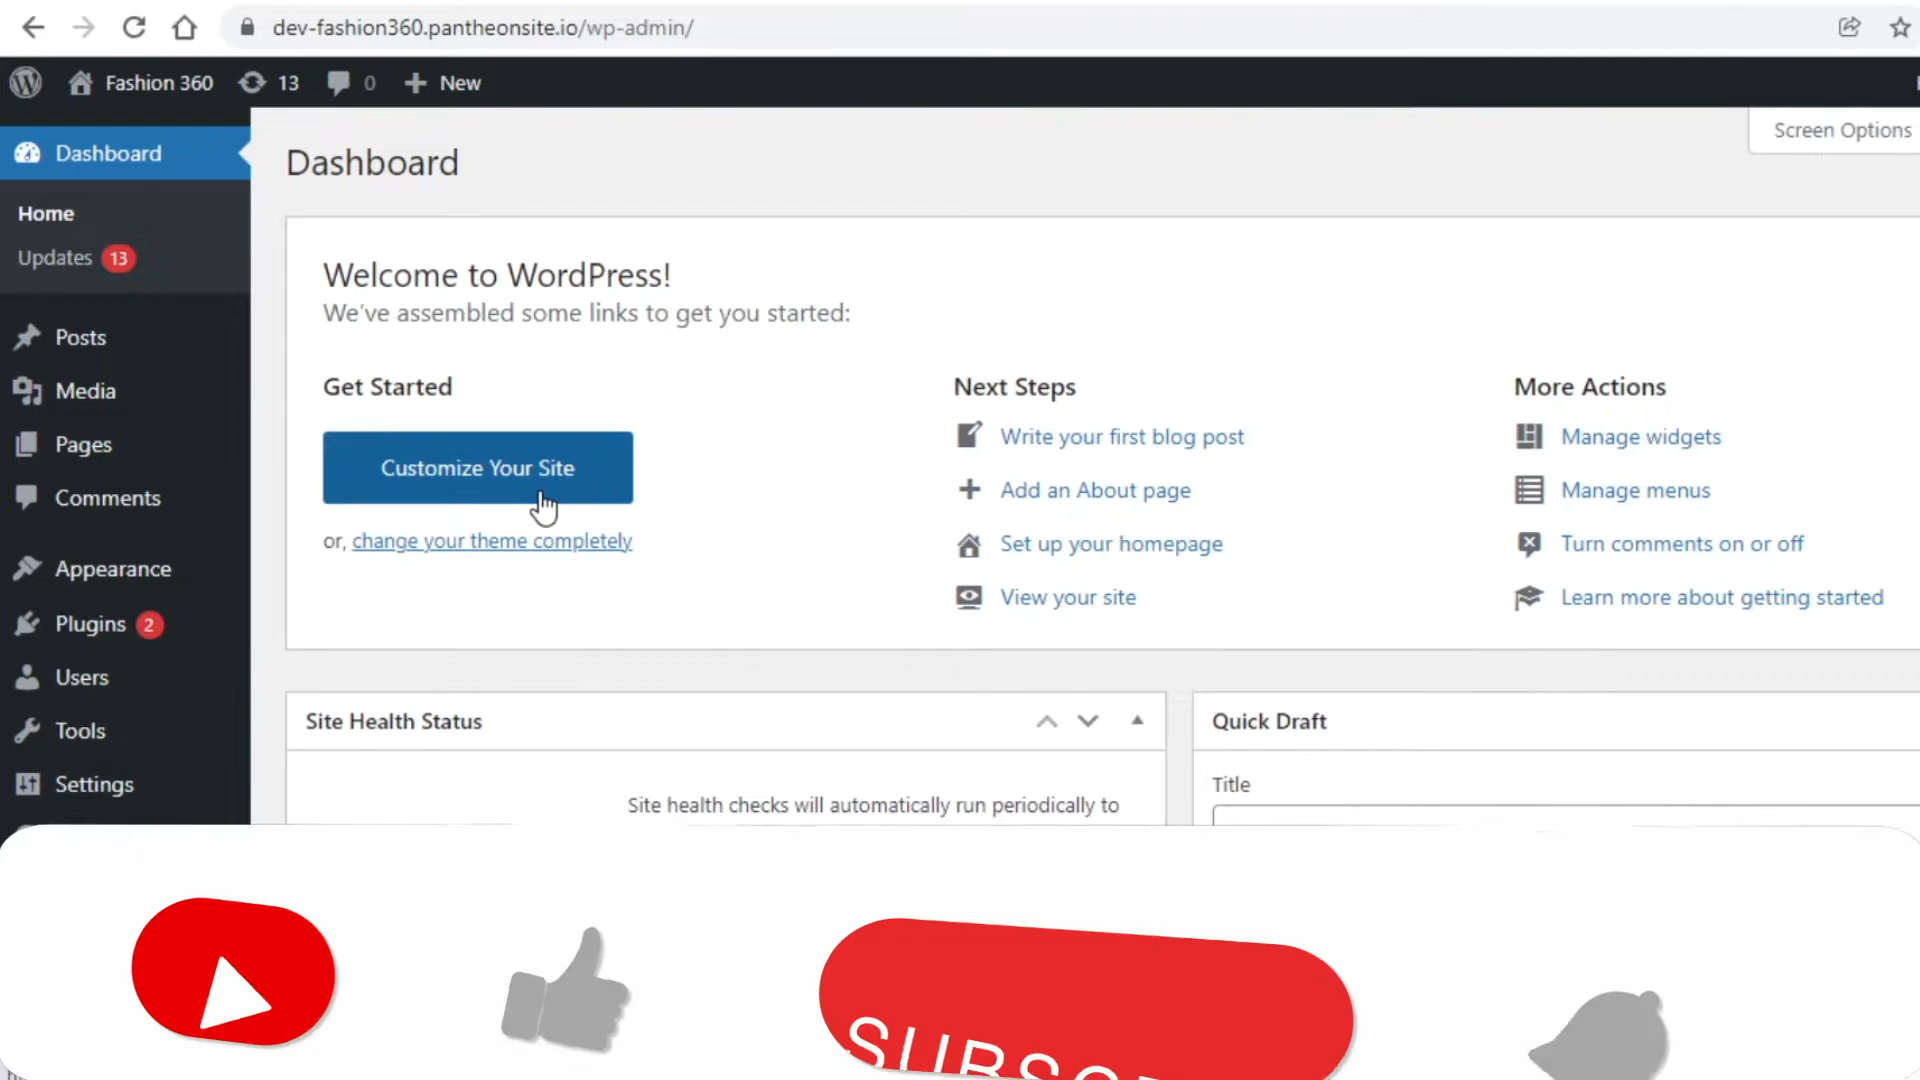 dev-fashion360.pantheonsite.io/wp-admin/
Fashion 360
13
0
New
Screen Options
Dashboard
Home
Updates 13
Posts
Media
Pages
Comments
Appearance
Plugins 2
Users
Tools
Settings
Dashboard
Welcome to WordPress!
We've assembled some links to get you started:
Get Started
Customize Your Site
or, change your theme completely
Next Steps
Write your first blog post
Add an About page
Set up your homepage
View your site
More Actions
Manage widgets
Manage menus
Turn comments on or off
Learn more about getting started
Site Health Status
Site health checks will automatically run periodically to
Quick Draft
Title